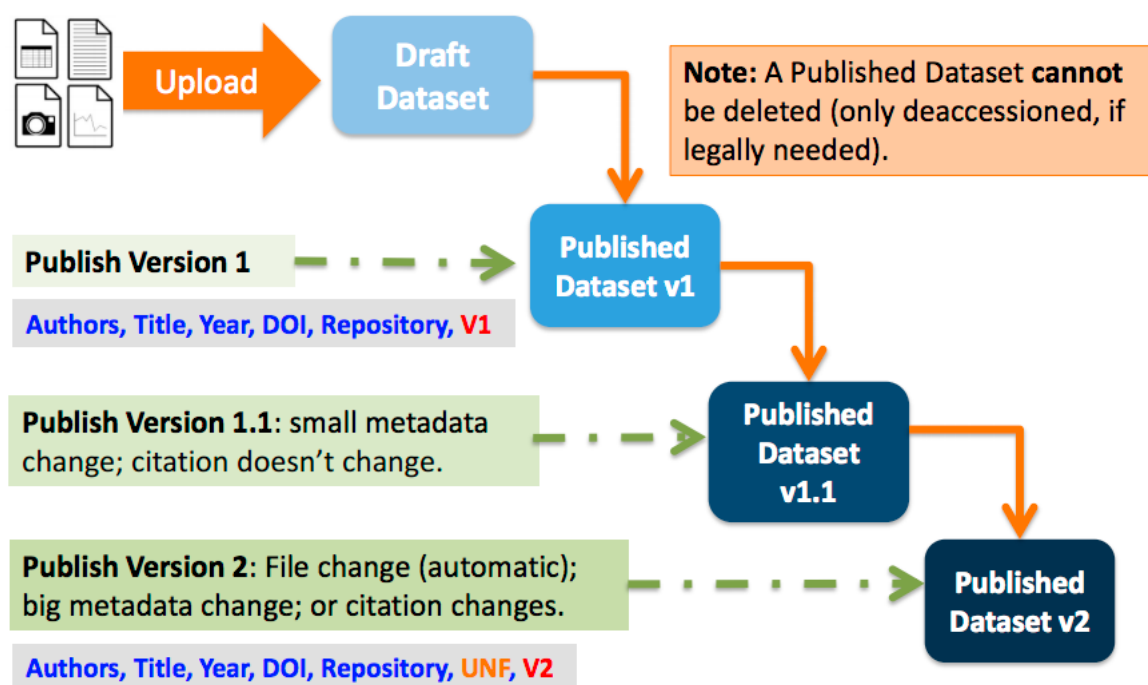 Upload
Draft
Dataset
Note: A Published Dataset cannot
be deleted (only deaccessioned, if
legally needed).
Published
Dataset v1
Publish Version 1
Authors, Title, Year, DOI, Repository, V1
Published
Dataset
v1.1
Publish Version 1.1: small metadata
change; citation doesn’t change.
Publish Version 2: File change (automatic);
big metadata change; or citation changes.
Published
Dataset v2
Authors, Title, Year, DOI, Repository, UNF, V2